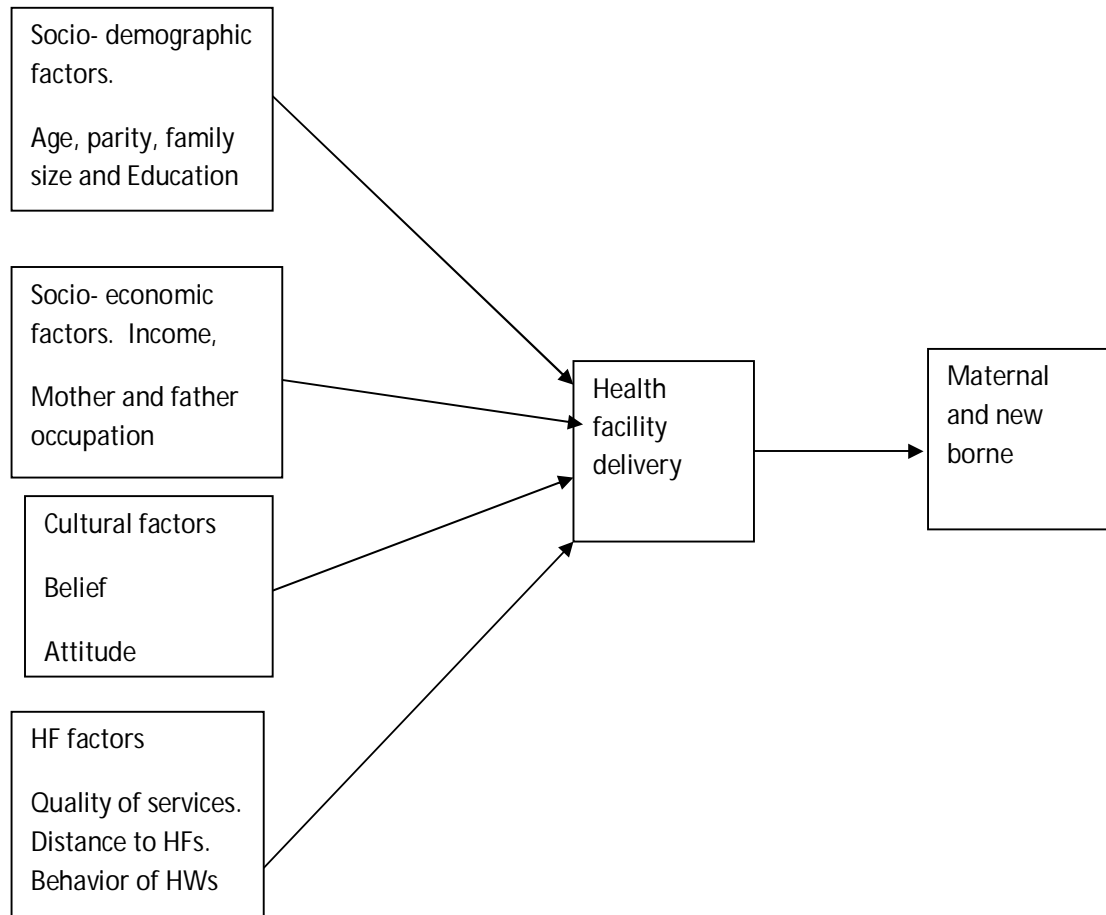 Socio- demographic
factors.
Age, parity, family
size and Education
Socio- economic
factors.  Income,
Mother and father
occupation
Cultural factors
Belief
Attitude
HF factors
Quality of services.
Distance to HFs.
Behavior of HWs
Health
facility
delivery
Maternal
and new
borne